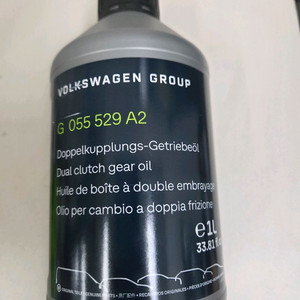 VOLKSWAGEN GROUP
G 055 529 A2
Doppelkupplungs-Getriebeöl
Dual clutch gear oil
Huile de boîte à double embrayage
Olio per cambio a doppia frizione
℮1L
33.81